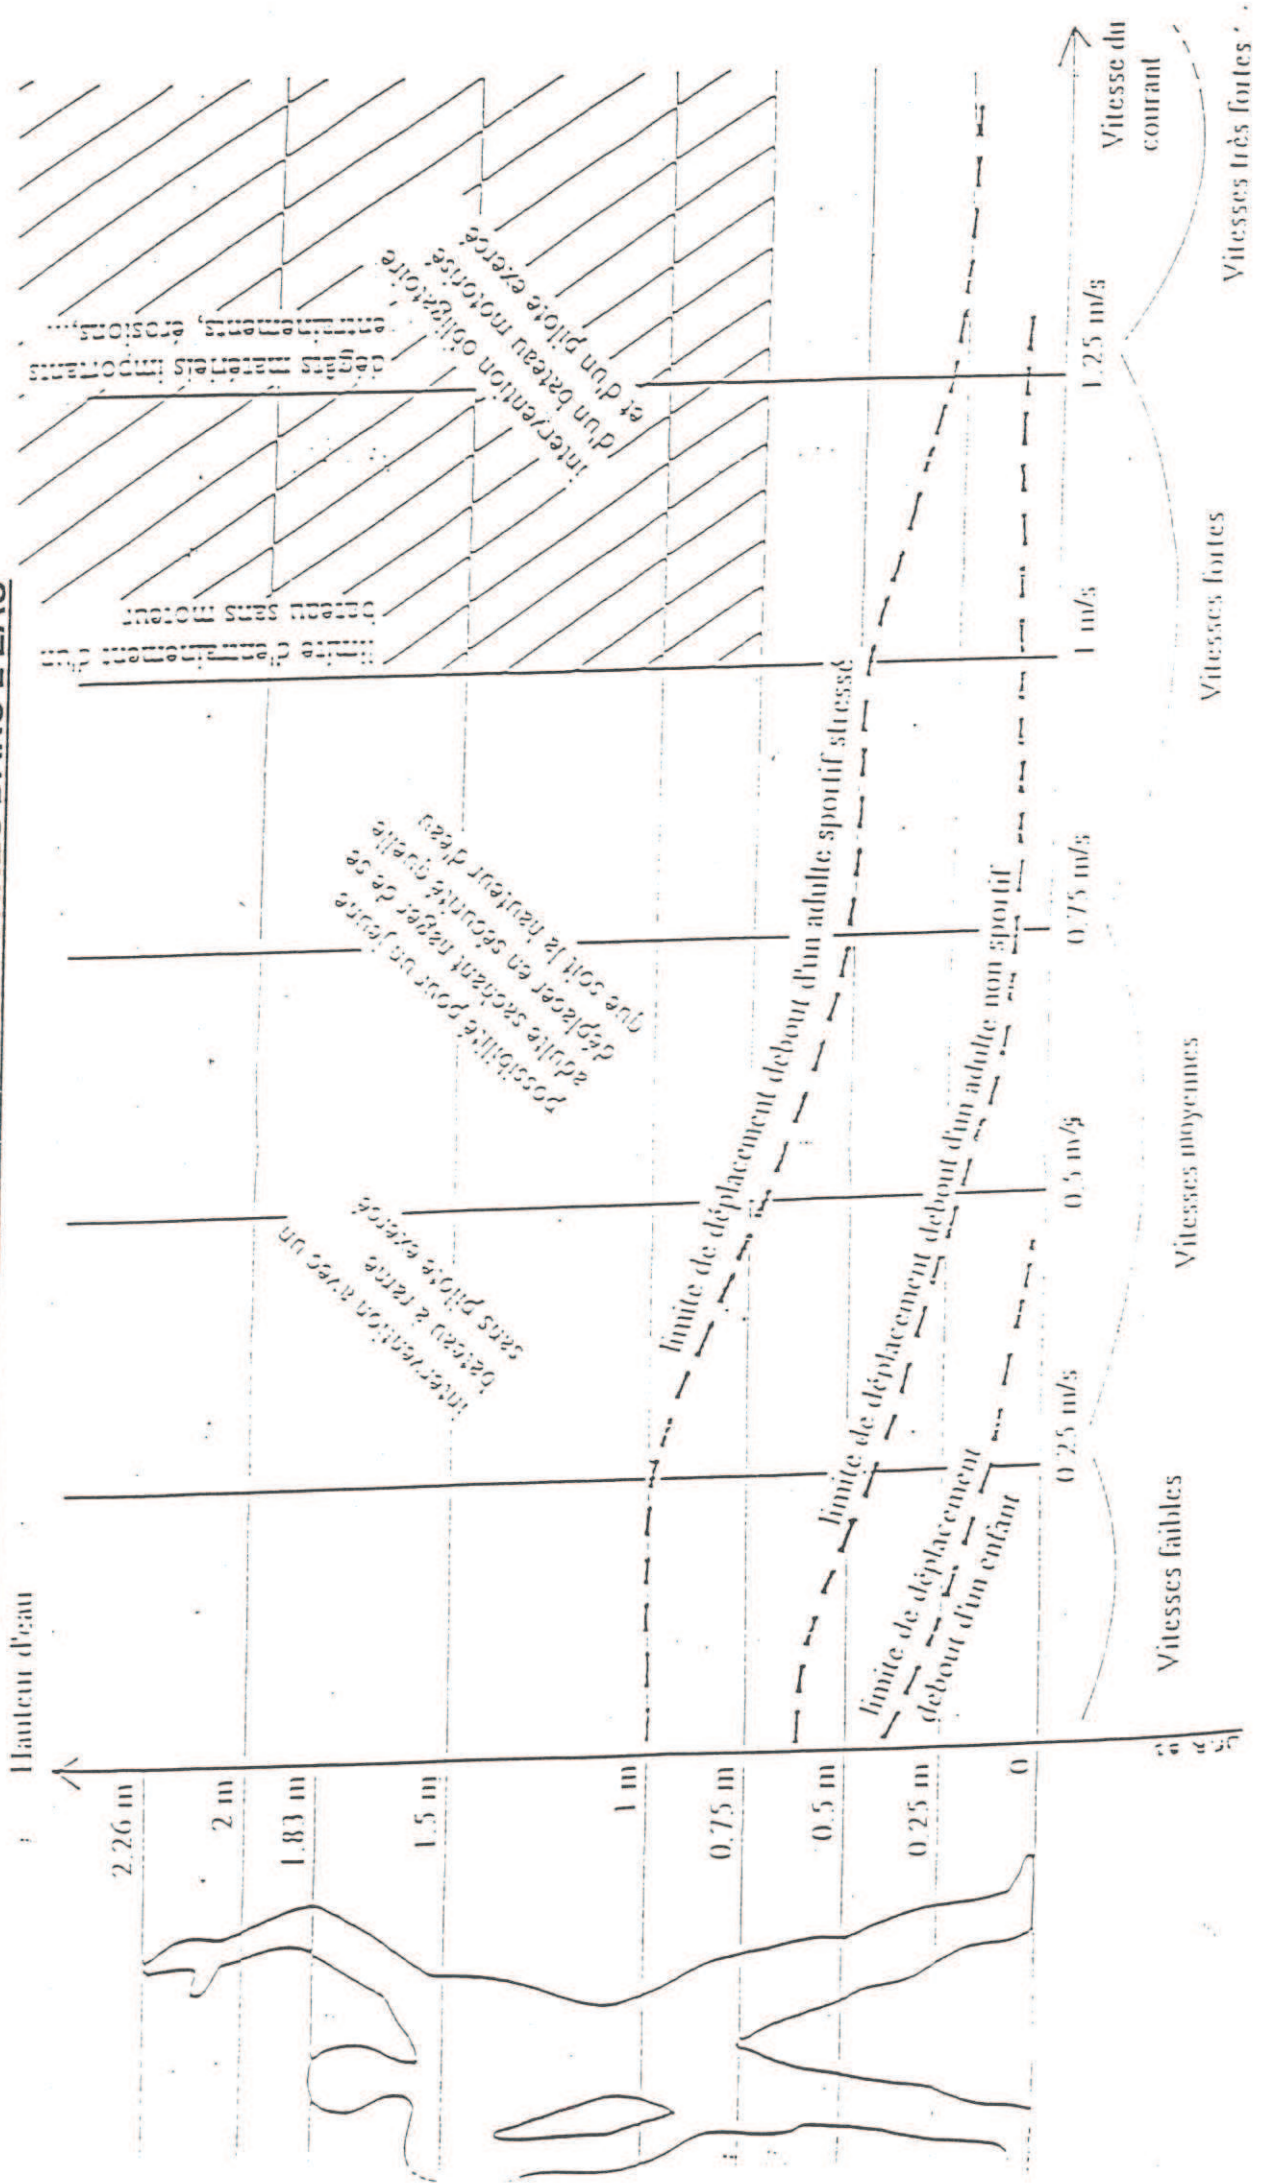 DANS L'EAU
Hauteur d'eau
2.26 m
2 m
1.83 m
1.5 m
1 m
0.75 m
0.5 m
0.25 m
0
intervention avec un
bateau à rame
sans pilote exercé
possibilité pour un jeune
adulte sachant nager de se
déplacer en sécurité quelle
que soit la hauteur d'eau
limite d'entrainement d'un
bateau sans moteur
dégâts matériels importants
entrainements, érosions,...
intervention obligatoire
d'un bateau motorisé
et d'un pilote exercé
limite de déplacement debout d'un adulte sportif stressé
limite de déplacement debout d'un adulte non sportif
limite de déplacement
debout d'un enfant
0.25 m/s
0.5 m/s
0.75 m/s
1 m/s
1.25 m/s
Vitesse du
courant
Vitesses faibles
Vitesses moyennes
Vitesses fortes
Vitesses très fortes